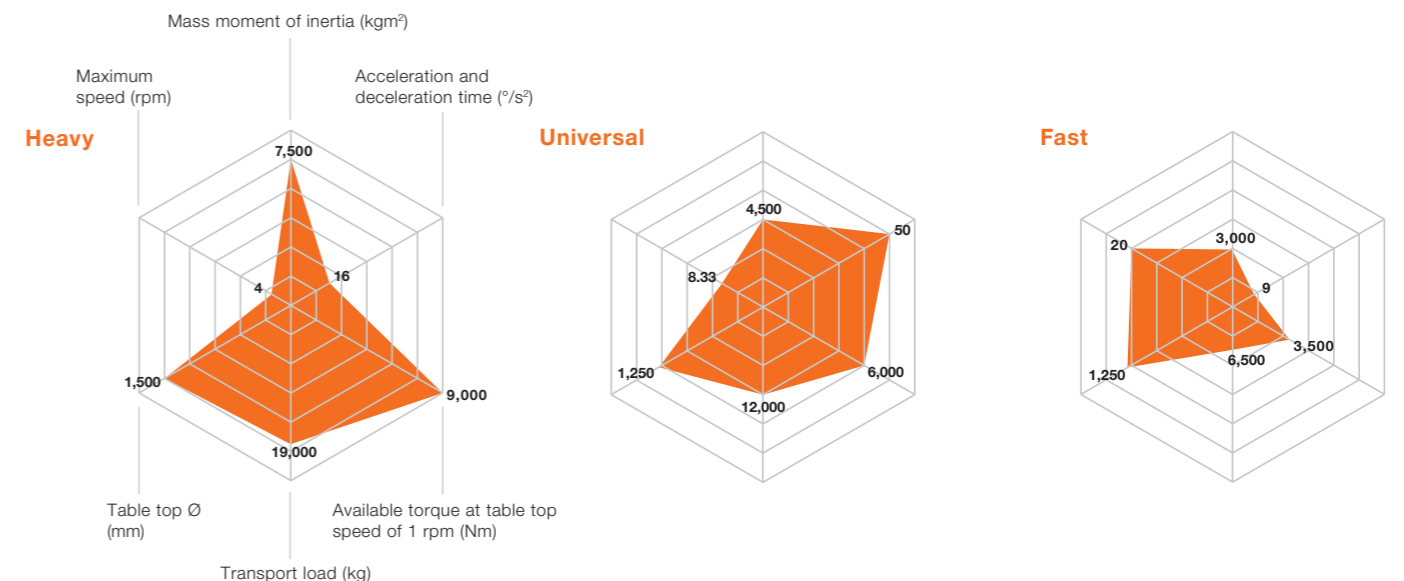 Mass moment of inertia (kgm²)
Maximum
speed (rpm)
Acceleration and
deceleration time (°/s²)
Heavy
7,500
4
16
1,500
9,000
19,000
Table top Ø
(mm)
Available torque at table top
speed of 1 rpm (Nm)
Transport load (kg)
Universal
4,500
50
8.33
1,250
6,000
12,000
Fast
20
3,000
9
3,500
6,500
1,250